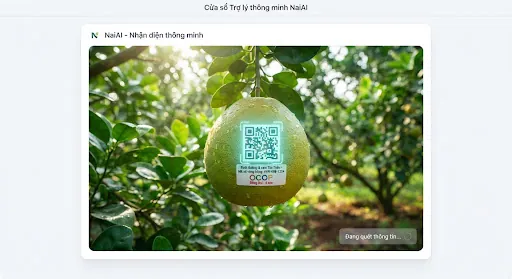 Cửa sổ Trợ lý thông minh NaiAI
NaiAI - Nhận diện thông minh
OCOP
Đang quét thông tin...